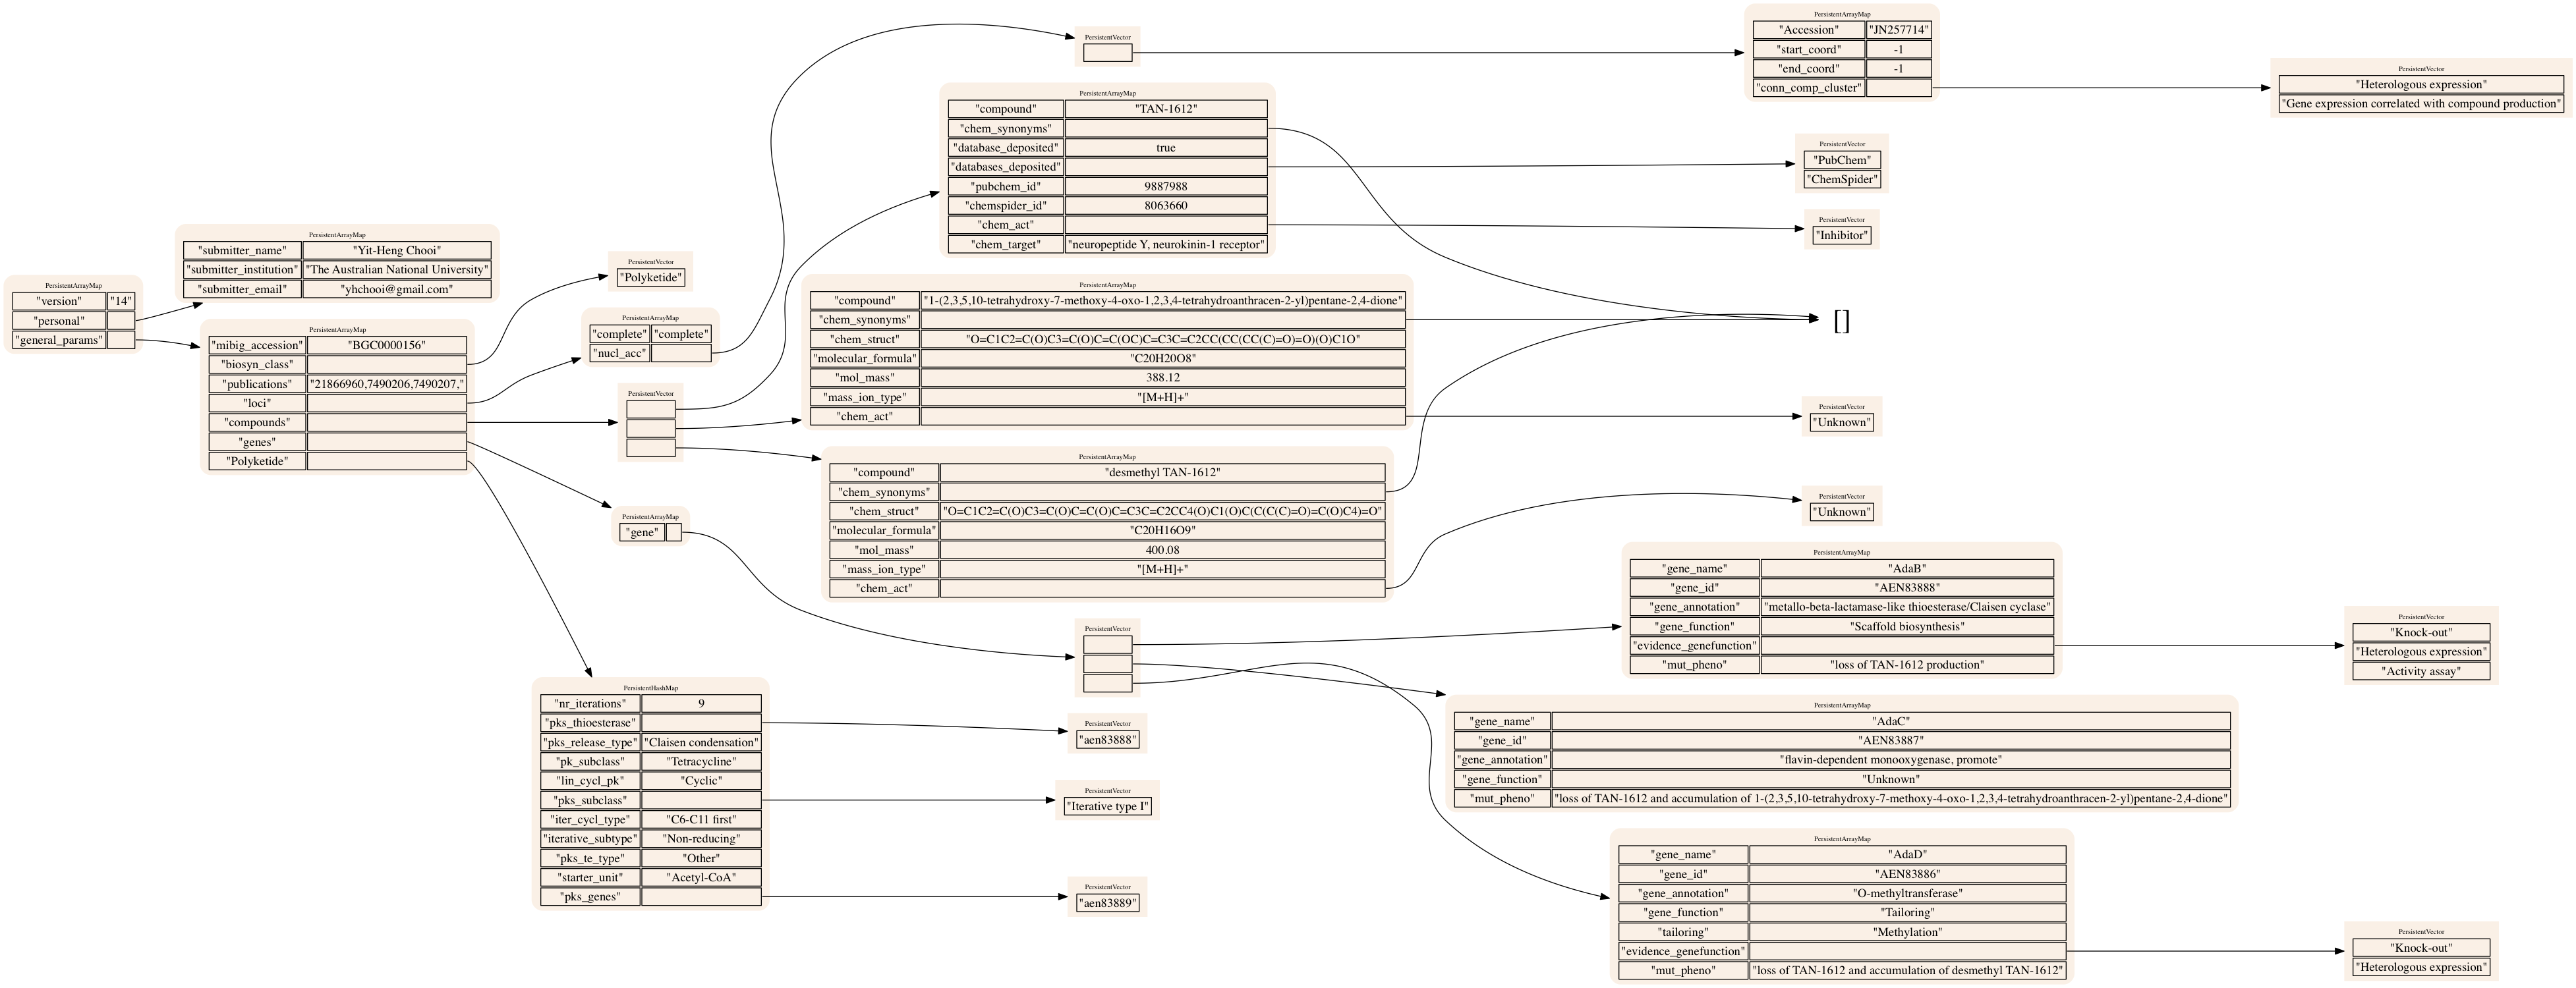 PersistentArrayMap
"version" "14"
"personal"
"general_params"
PersistentArrayMap
"submitter_name" "Yit-Heng Chooi"
"submitter_institution" "The Australian National University"
"submitter_email" "yhchooi@gmail.com"
PersistentArrayMap
"mibig_accession" "BGC0000156"
"biosyn_class"
"publications" "21866960,7490206,7490207,"
"loci"
"compounds"
"genes"
"Polyketide"
PersistentVector
"Polyketide"
PersistentArrayMap
"complete" "complete"
"nucl_acc"
PersistentVector
PersistentArrayMap
"gene"
PersistentHashMap
"nr_iterations" 9
"pks_thioesterase"
"pks_release_type" "Claisen condensation"
"pk_subclass" "Tetracycline"
"lin_cycl_pk" "Cyclic"
"pks_subclass"
"iter_cycl_type" "C6-C11 first"
"iterative_subtype" "Non-reducing"
"pks_te_type" "Other"
"starter_unit" "Acetyl-CoA"
"pks_genes"
PersistentVector
PersistentArrayMap
"compound" "TAN-1612"
"chem_synonyms"
"database_deposited" true
"databases_deposited"
"pubchem_id" 9887988
"chemspider_id" 8063660
"chem_act"
"chem_target" "neuropeptide Y, neurokinin-1 receptor"
PersistentArrayMap
"compound" "1-(2,3,5,10-tetrahydroxy-7-methoxy-4-oxo-1,2,3,4-tetrahydroanthracen-2-yl)pentane-2,4-dione"
"chem_synonyms"
"chem_struct" "O=C1C2=C(O)C3=C(O)C=C(OC)C=C3C=C2CC(CC(CC(C)=O)=O)(O)C1O"
"molecular_formula" "C20H20O8"
"mol_mass" 388.12
"mass_ion_type" "[M+H]+"
"chem_act"
PersistentArrayMap
"compound" "desmethyl TAN-1612"
"chem_synonyms"
"chem_struct" "O=C1C2=C(O)C3=C(O)C=C(O)C=C3C=C2CC4(O)C1(O)C(C(C(C)=O)=C(O)C4)=O"
"molecular_formula" "C20H16O9"
"mol_mass" 400.08
"mass_ion_type" "[M+H]+"
"chem_act"
PersistentVector
PersistentVector
"aen83888"
PersistentVector
"Iterative type I"
PersistentVector
"aen83889"
PersistentArrayMap
"Accession" "JN257714"
"start_coord" -1
"end_coord" -1
"conn_comp_cluster"
PersistentVector
"PubChem"
"ChemSpider"
PersistentVector
"Inhibitor"
[]
PersistentVector
"Unknown"
PersistentVector
"Unknown"
PersistentArrayMap
"gene_name" "AdaB"
"gene_id" "AEN83888"
"gene_annotation" "metallo-beta-lactamase-like thioesterase/Claisen cyclase"
"gene_function" "Scaffold biosynthesis"
"evidence_genefunction"
"mut_pheno" "loss of TAN-1612 production"
PersistentArrayMap
"gene_name" "AdaC"
"gene_id" "AEN83887"
"gene_annotation" "flavin-dependent monooxygenase, promote"
"gene_function" "Unknown"
"mut_pheno" "loss of TAN-1612 and accumulation of 1-(2,3,5,10-tetrahydroxy-7-methoxy-4-oxo-1,2,3,4-tetrahydroanthracen-2-yl)pentane-2,4-dione"
PersistentArrayMap
"gene_name" "AdaD"
"gene_id" "AEN83886"
"gene_annotation" "O-methyltransferase"
"gene_function" "Tailoring"
"tailoring" "Methylation"
"evidence_genefunction"
"mut_pheno" "loss of TAN-1612 and accumulation of desmethyl TAN-1612"
PersistentVector
"Heterologous expression"
"Gene expression correlated with compound production"
PersistentVector
"Knock-out"
"Heterologous expression"
"Activity assay"
PersistentVector
"Knock-out"
"Heterologous expression"